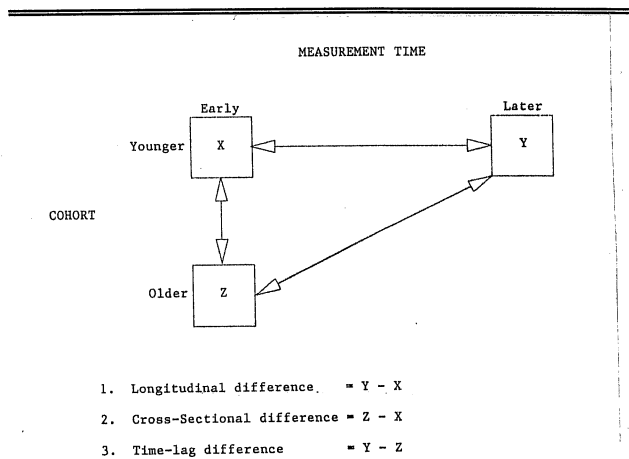 MEASUREMENT TIME
Early
Later
Younger
X
Y
COHORT
Older
Z
1. Longitudinal difference. = Y - X
2. Cross-Sectional difference = Z - X
3. Time-lag difference = Y - Z